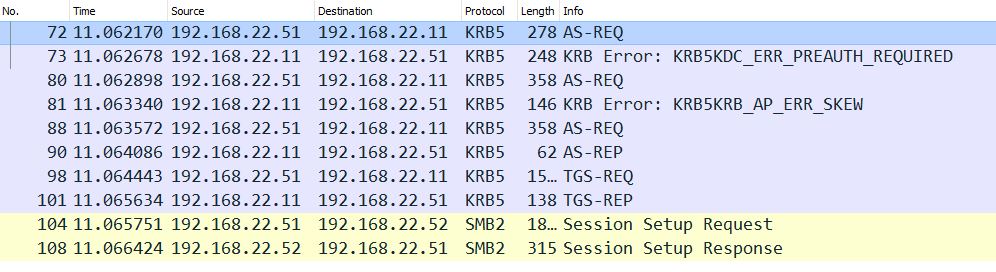 No. Time Source Destination Protocol Length Info
72 11.062170 192.168.22.51 192.168.22.11 KRB5 278 AS-REQ
73 11.062678 192.168.22.11 192.168.22.51 KRB5 248 KRB Error: KRB5KDC_ERR_PREAUTH_REQUIRED
80 11.062898 192.168.22.51 192.168.22.11 KRB5 358 AS-REQ
81 11.063340 192.168.22.11 192.168.22.51 KRB5 146 KRB Error: KRB5KRB_AP_ERR_SKEW
88 11.063572 192.168.22.51 192.168.22.11 KRB5 358 AS-REQ
90 11.064086 192.168.22.11 192.168.22.51 KRB5 62 AS-REP
98 11.064443 192.168.22.51 192.168.22.11 KRB5 15… TGS-REQ
101 11.065634 192.168.22.11 192.168.22.51 KRB5 138 TGS-REP
104 11.065751 192.168.22.51 192.168.22.52 SMB2 18… Session Setup Request
108 11.066424 192.168.22.52 192.168.22.51 SMB2 315 Session Setup Response